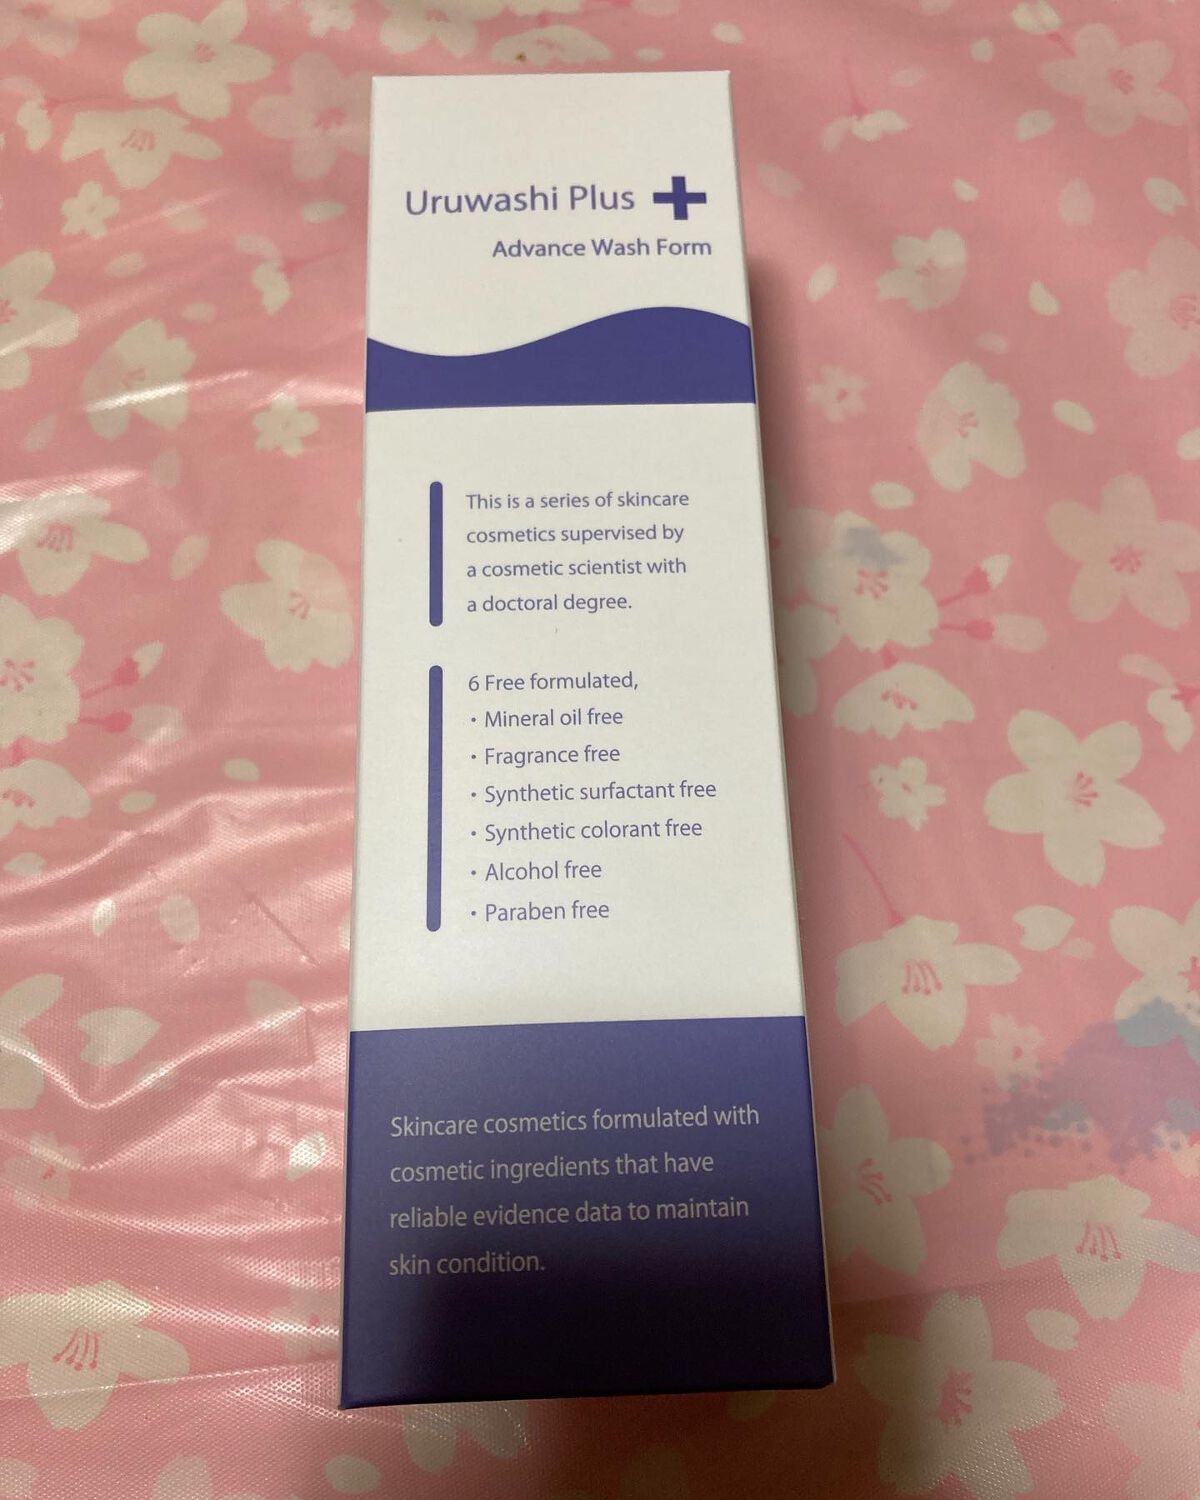 Uruwashi Plus
Advance Wash Form
This is a series of skincare
cosmetics supervised by
a cosmetic scientist with
a doctoral degree.
6 Free formulated,
・Mineral oil free
・Fragrance free
・Synthetic surfactant free
・Synthetic colorant free
・Alcohol free
・Paraben free
Skincare cosmetics formulated with
cosmetic ingredients that have
reliable evidence data to maintain
skin condition.